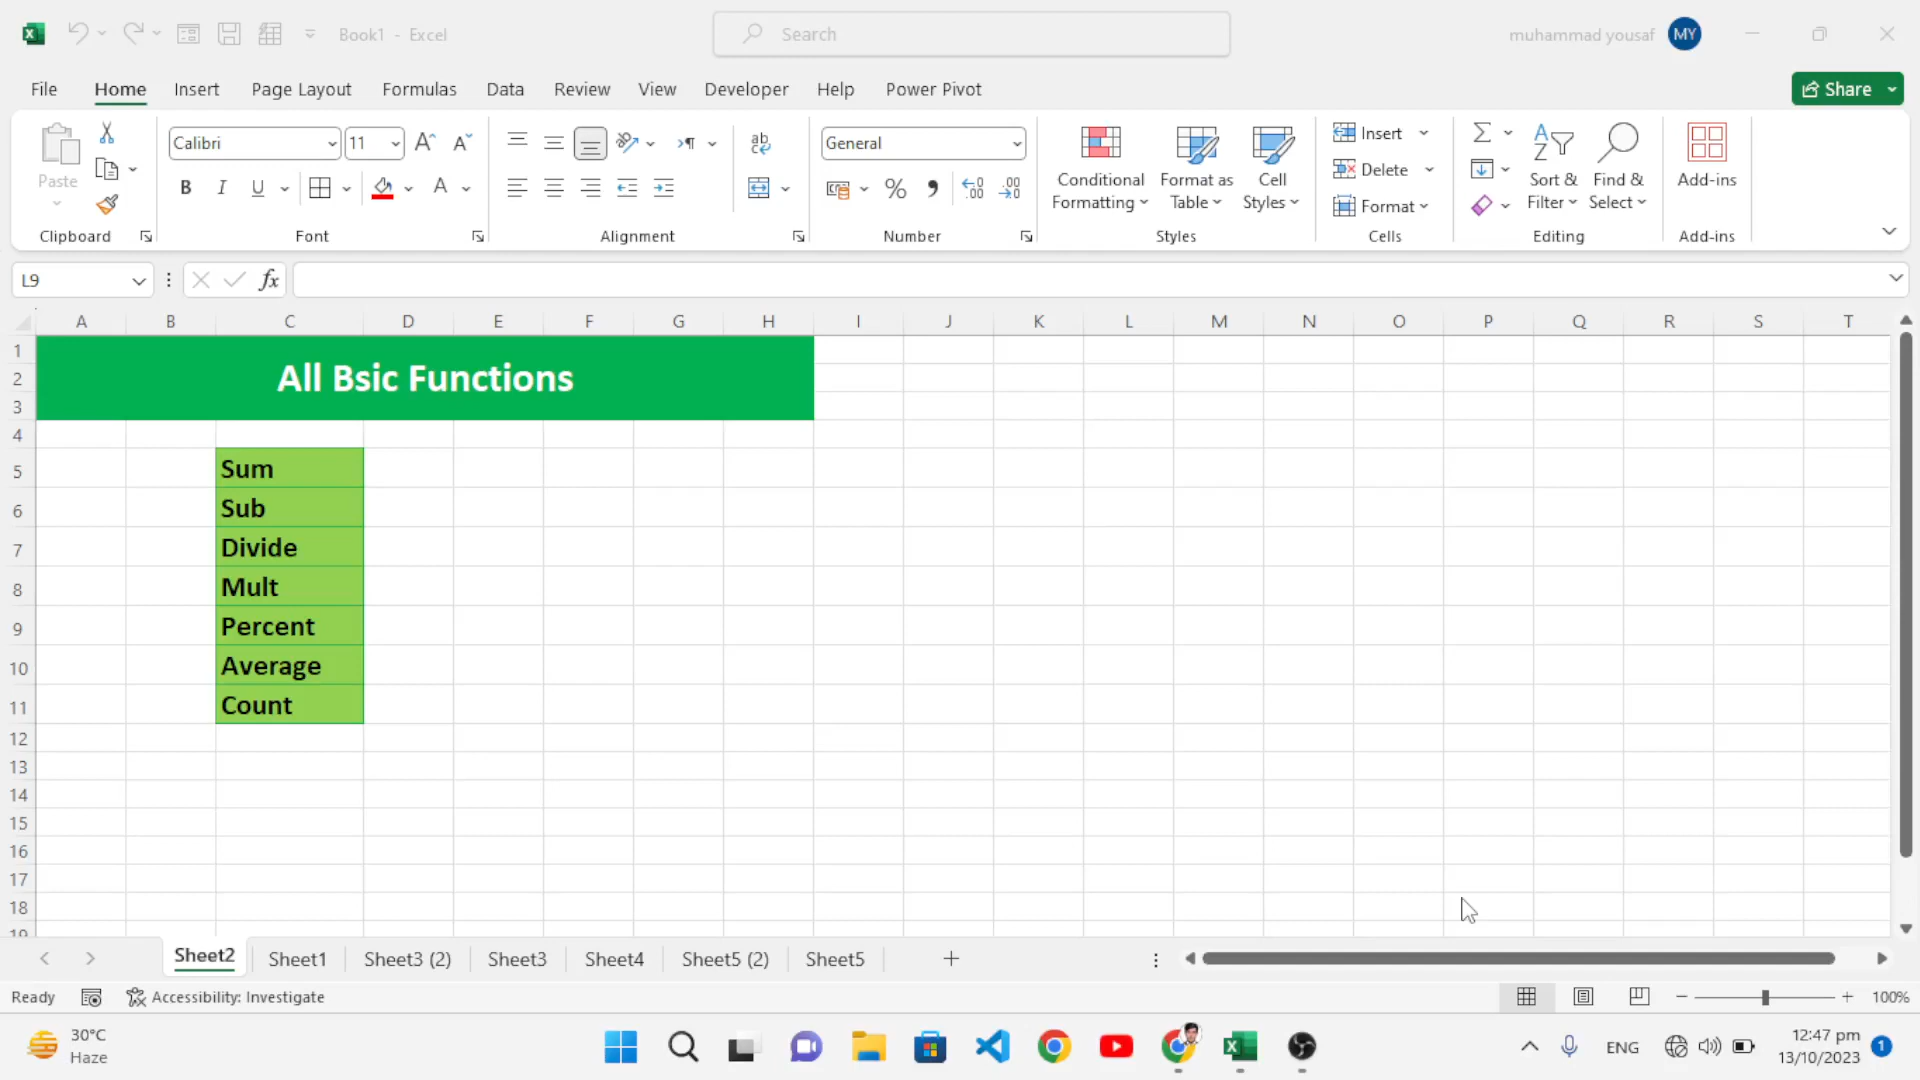 Book1 - Excel
Search
muhammad yousaf MY
File Home Insert Page Layout Formulas Data Review View Developer Help Power Pivot
Share
Paste
Calibri 11
B I U A
ab
General
Conditional Formatting
Format as Table
Cell Styles
Insert
Delete
Format
Sort & Filter
Find & Select
Add-ins
Clipboard Font Alignment Number Styles Cells Editing Add-ins
L9 fx
A B C D E F G H I J K L M N O P Q R S T
1
2 All Bsic Functions
3
4
5 Sum
6 Sub
7 Divide
8 Mult
9 Percent
10 Average
11 Count
12
13
14
15
16
17
18
19
Sheet2 Sheet1 Sheet3 (2) Sheet3 Sheet4 Sheet5 (2) Sheet5
Ready Accessibility: Investigate 100%
30°C
Haze
ENG
12:47 pm
13/10/2023
1